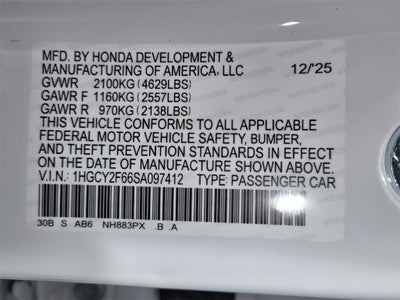 MFD. BY HONDA DEVELOPMENT &
MANUFACTURING OF AMERICA, LLC 12/'25
GVWR 2100KG (4629LBS)
GAWR F 1160KG (2557LBS)
GAWR R 970KG (2138LBS)
THIS VEHICLE CONFORMS TO ALL APPLICABLE
FEDERAL MOTOR VEHICLE SAFETY, BUMPER,
AND THEFT PREVENTION STANDARDS IN EFFECT
ON THE DATE OF MANUFACTURE SHOWN ABOVE.
V.I.N.: 1HGCY2F66SA097412 TYPE: PASSENGER CAR
30B S AB6 NH883PX .B .A